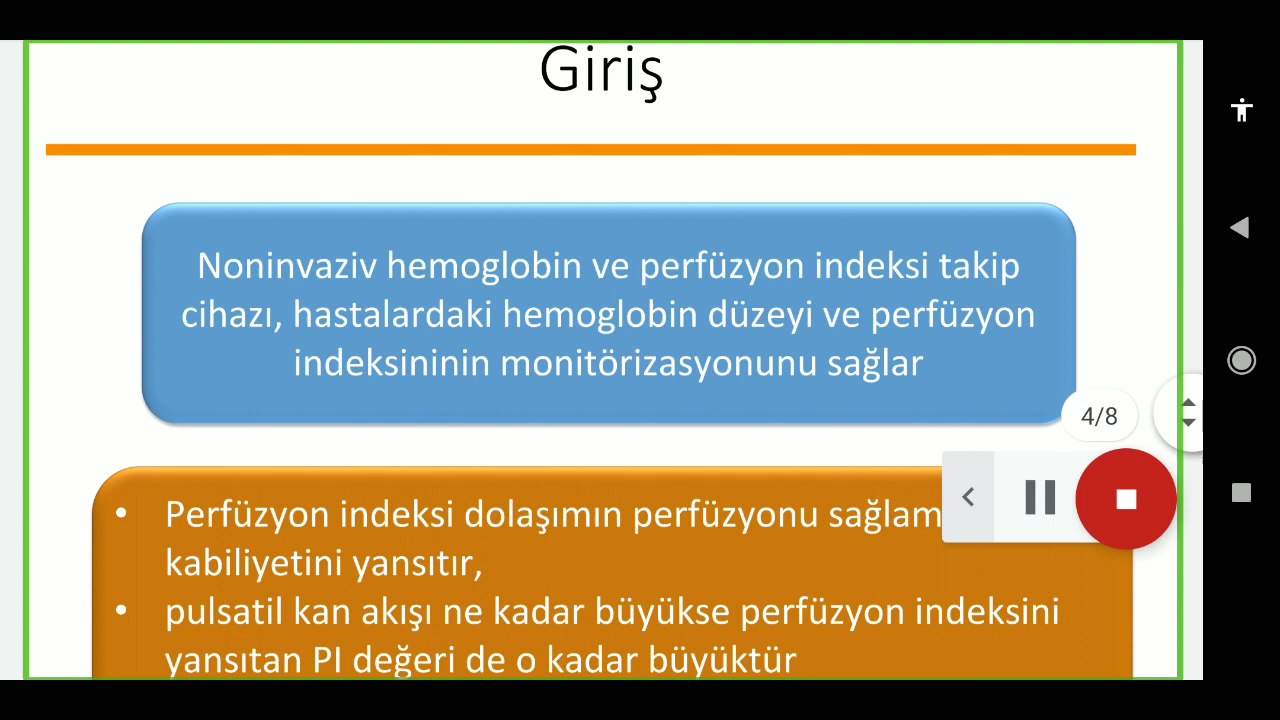 Giriş
Noninvaziv hemoglobin ve perfüzyon indeksi takip
cihazı, hastalardaki hemoglobin düzeyi ve perfüzyon
indeksininin monitörizasyonunu sağlar
4/8
• Perfüzyon indeksi dolaşımın perfüzyonu
kabiliyetini yansıtır,
• pulsatil kan akışı ne kadar büyükse perfüzyon indeksini
yansıtan PI değeri de o kadar büyüktür